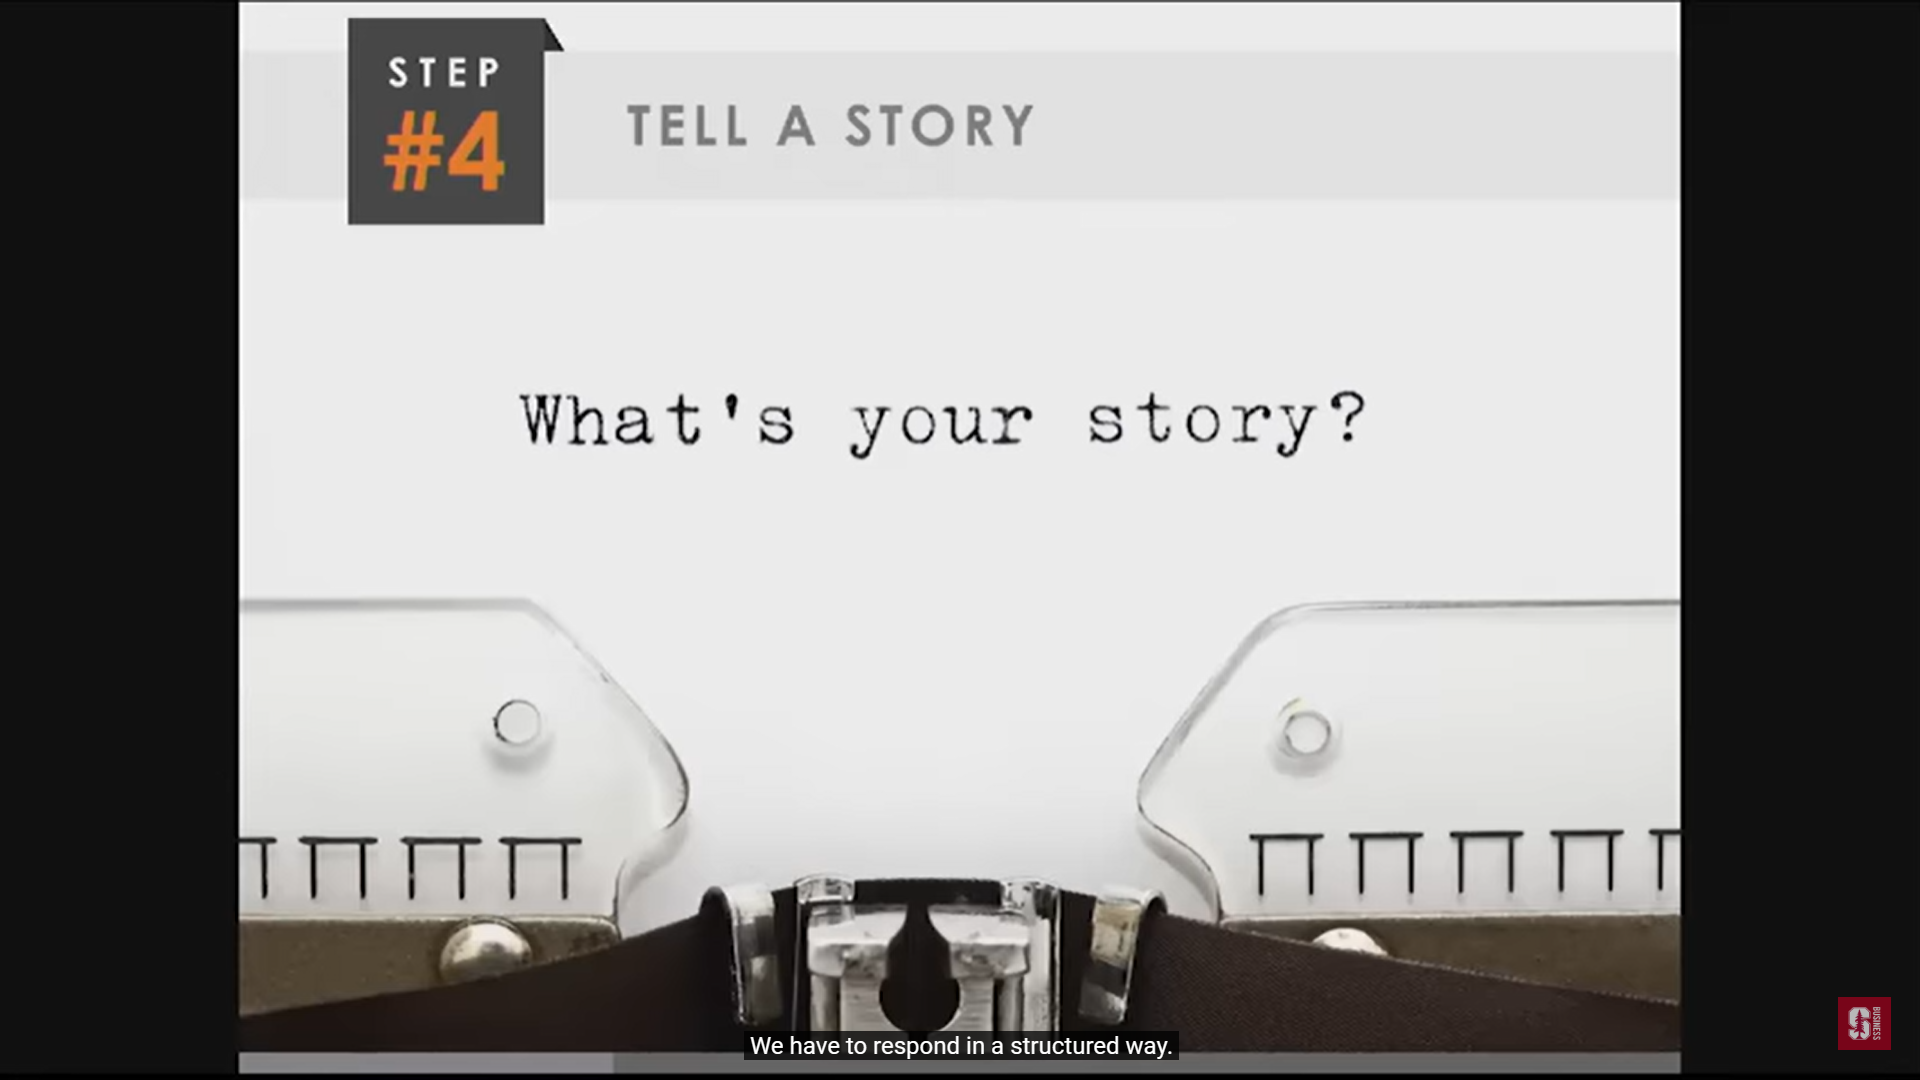 STEP
#4
TELL A STORY
What's your story?
We have to respond in a structured way.
S
BUSINESS